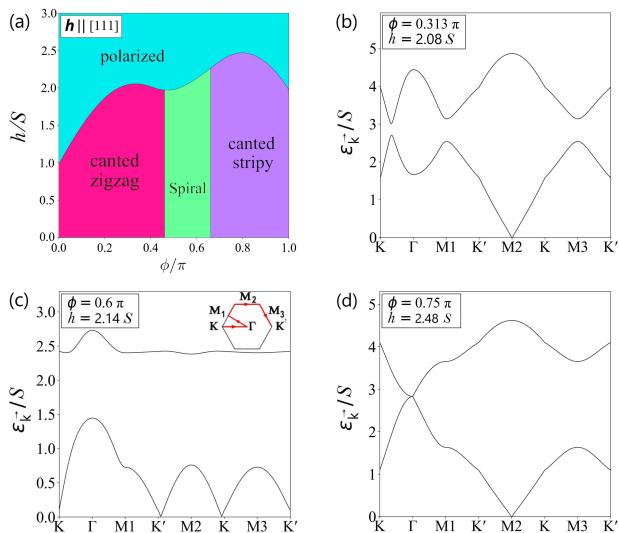 (a)
h || [111]
polarized
canted
zigzag
Spiral
canted
stripy
h/S
3.0
2.5
2.0
1.5
1.0
0.5
0.0
0.0 0.2 0.4 0.6 0.8 1.0
ϕ/π
(b)
ϕ = 0.313 π
h = 2.08 S
ε_k⃗/S
5
4
3
2
1
0
K Γ M1 K′ M2 K M3 K′
(c)
ϕ = 0.6 π
h = 2.14 S
M₂
M₁ M₃
K Γ K′
ε_k⃗/S
3.0
2.5
2.0
1.5
1.0
0.5
0.0
K Γ M1 K′ M2 K M3 K′
(d)
ϕ = 0.75 π
h = 2.48 S
ε_k⃗/S
5
4
3
2
1
0
K Γ M1 K′ M2 K M3 K′